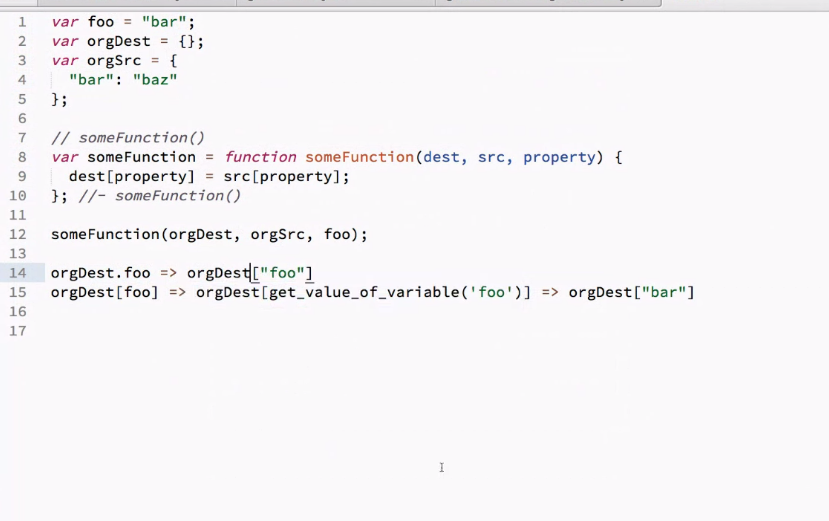 1 var foo = "bar";
2 var orgDest = {};
3 var orgSrc = {
4   "bar": "baz"
5 };
6
7 // someFunction()
8 var someFunction = function someFunction(dest, src, property) {
9   dest[property] = src[property];
10 }; //- someFunction()
11
12 someFunction(orgDest, orgSrc, foo);
13
14 orgDest.foo => orgDest["foo"]
15 orgDest[foo] => orgDest[get_value_of_variable('foo')] => orgDest["bar"]
16
17